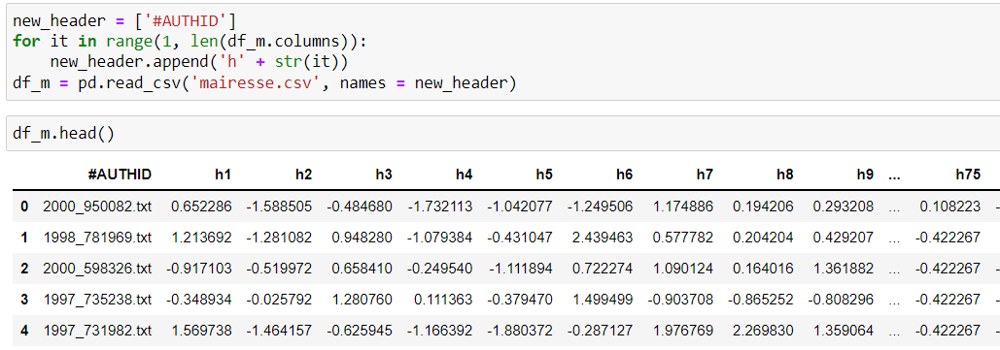 new_header = ['#AUTHID']
for it in range(1, len(df_m.columns)):
    new_header.append('h' + str(it))
df_m = pd.read_csv('mairesse.csv', names = new_header)
df_m.head()
#AUTHID h1 h2 h3 h4 h5 h6 h7 h8 h9 ... h75
0 2000_950082.txt 0.652286 -1.588505 -0.484680 -1.732113 -1.042077 -1.249506 1.174886 0.194206 0.293208 ... 0.108223 -
1 1998_781969.txt 1.213692 -1.281082 0.948280 -1.079384 -0.431047 2.439463 0.577782 0.204204 0.429207 ... -0.422267
2 2000_598326.txt -0.917103 -0.519972 0.658410 -0.249540 -1.111894 0.722274 1.090124 0.164016 1.361882 ... -0.422267 -
3 1997_735238.txt -0.348934 -0.025792 1.280760 0.111363 -0.379470 1.499499 -0.903708 -0.865252 -0.808296 ... -0.422267 -
4 1997_731982.txt 1.569738 -1.464157 -0.625945 -1.166392 -1.880372 -0.287127 1.976769 2.269830 1.359064 ... -0.422267 -